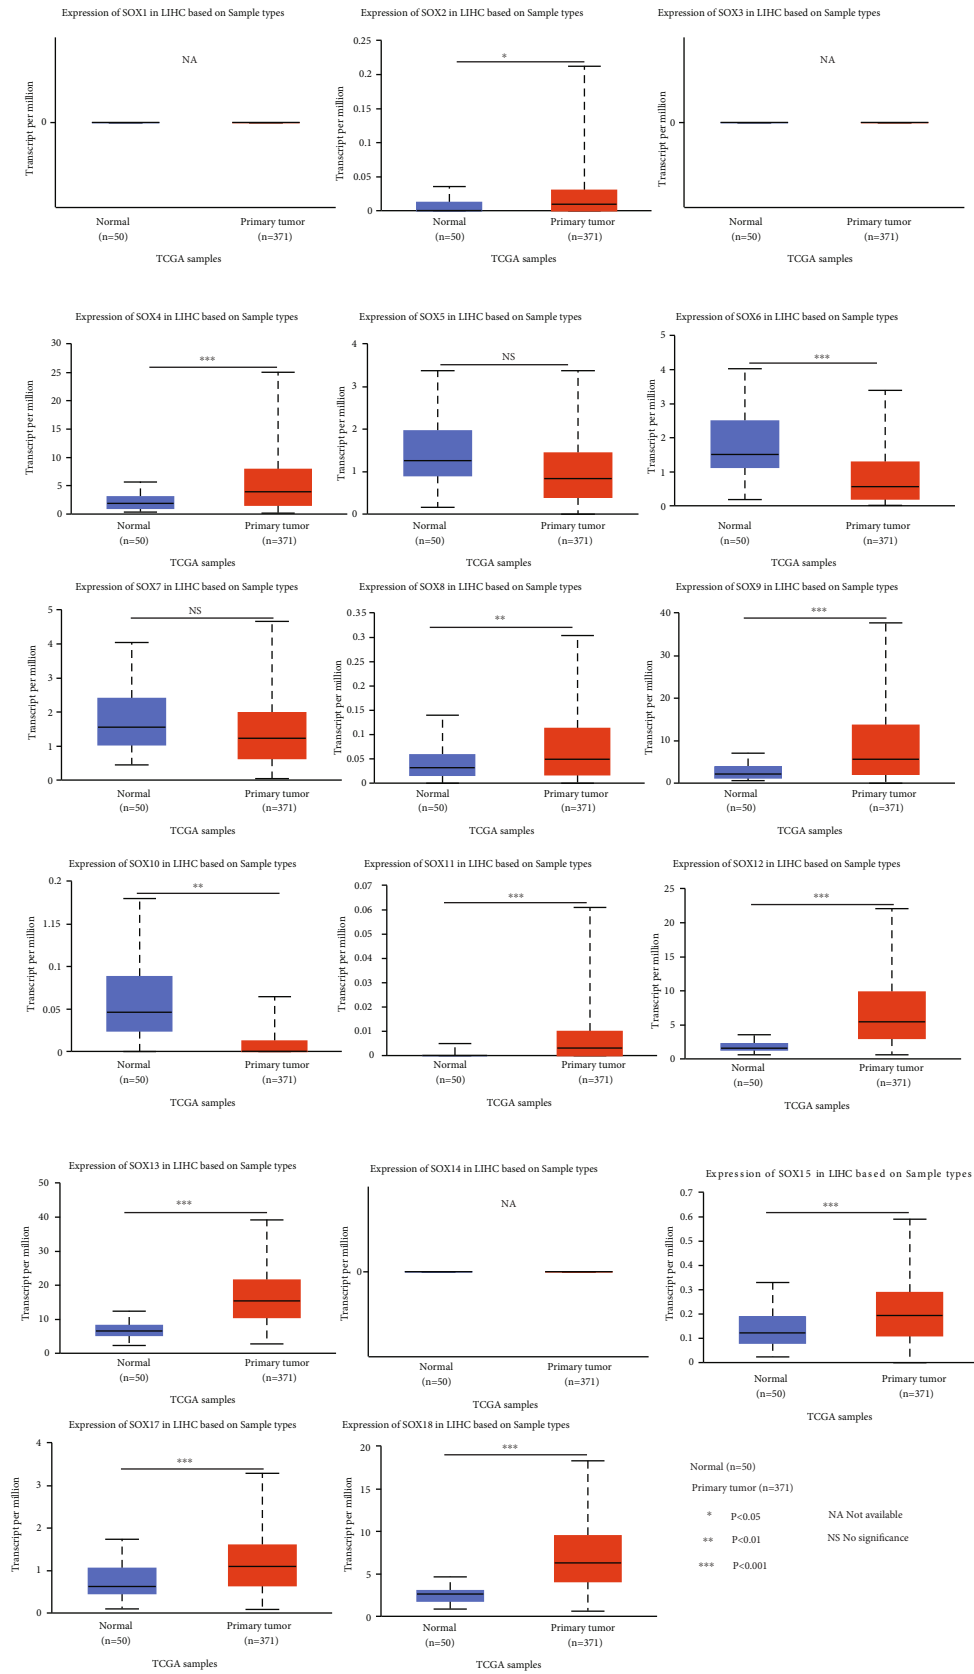 Expression of SOX1 in LIHC based on Sample types
Transcript per million
NA
0
Normal
(n=50)
Primary tumor
(n=371)
TCGA samples
Expression of SOX2 in LIHC based on Sample types
Transcript per million
0.25
0.2
0.15
0.1
0.05
0
*
Normal
(n=50)
Primary tumor
(n=371)
TCGA samples
Expression of SOX3 in LIHC based on Sample types
Transcript per million
NA
0
Normal
(n=50)
Primary tumor
(n=371)
TCGA samples
Expression of SOX4 in LIHC based on Sample types
Transcript per million
30
25
20
15
10
5
0
***
Normal
(n=50)
Primary tumor
(n=371)
TCGA samples
Expression of SOX5 in LIHC based on Sample types
Transcript per million
4
3
2
1
0
NS
Normal
(n=50)
Primary tumor
(n=371)
TCGA samples
Expression of SOX6 in LIHC based on Sample types
Transcript per million
5
4
3
2
1
0
***
Normal
(n=50)
Primary tumor
(n=371)
TCGA samples
Expression of SOX7 in LIHC based on Sample types
Transcript per million
5
4
3
2
1
0
NS
Normal
(n=50)
Primary tumor
(n=371)
TCGA samples
Expression of SOX8 in LIHC based on Sample types
Transcript per million
0.35
0.3
0.25
0.2
0.15
0.1
0.05
0
**
Normal
(n=50)
Primary tumor
(n=371)
TCGA samples
Expression of SOX9 in LIHC based on Sample types
Transcript per million
40
30
20
10
0
***
Normal
(n=50)
Primary tumor
(n=371)
TCGA samples
Expression of SOX10 in LIHC based on Sample types
Transcript per million
0.2
1.15
0.1
0.05
0
**
Normal
(n=50)
Primary tumor
(n=371)
TCGA samples
Expression of SOX11 in LIHC based on Sample types
Transcript per million
0.07
0.06
0.05
0.04
0.03
0.02
0.01
0
***
Normal
(n=50)
Primary tumor
(n=371)
TCGA samples
Expression of SOX12 in LIHC based on Sample types
Transcript per million
25
20
15
10
5
0
***
Normal
(n=50)
Primary tumor
(n=371)
TCGA samples
Expression of SOX13 in LIHC based on Sample types
Transcript per million
50
40
30
20
10
0
***
Normal
(n=50)
Primary tumor
(n=371)
TCGA samples
Expression of SOX14 in LIHC based on Sample types
Transcript per million
NA
0
Normal
(n=50)
Primary tumor
(n=371)
TCGA samples
Expression of SOX15 in LIHC based on Sample types
Transcript per million
0.7
0.6
0.5
0.4
0.3
0.2
0.1
0
***
Normal
(n=50)
Primary tumor
(n=371)
TCGA samples
Expression of SOX17 in LIHC based on Sample types
Transcript per million
4
3
2
1
0
***
Normal
(n=50)
Primary tumor
(n=371)
TCGA samples
Expression of SOX18 in LIHC based on Sample types
Transcript per million
20
15
10
5
0
***
Normal
(n=50)
Primary tumor
(n=371)
TCGA samples
Normal (n=50)
Primary tumor (n=371)
* P<0.05 NA Not available
** P<0.01 NS No significance
*** P<0.001